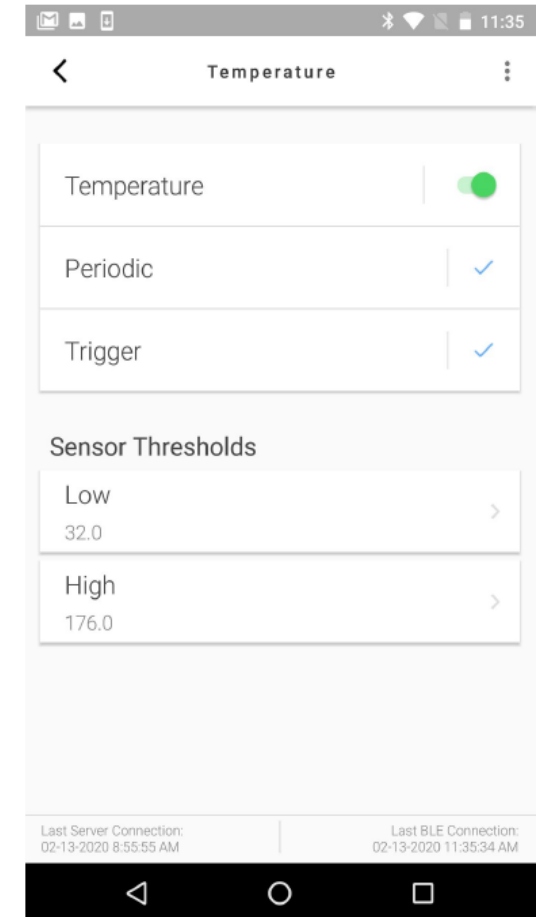 11:35
Temperature
Temperature
Periodic
Trigger
Sensor Thresholds
Low
32.0
High
176.0
Last Server Connection:
02-13-2020 8:55:55 AM
Last BLE Connection:
02-13-2020 11:35:34 AM